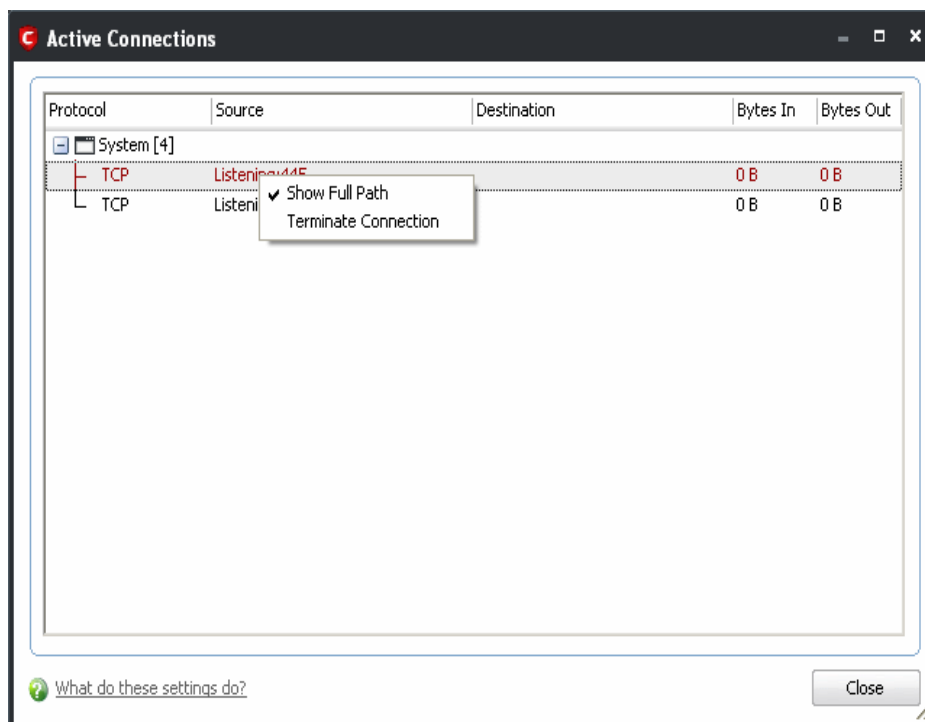 Active Connections
Protocol Source Destination Bytes In Bytes Out
System [4]
TCP 0 B 0 B
Show Full Path
TCP 0 B 0 B
Terminate Connection
What do these settings do? Close